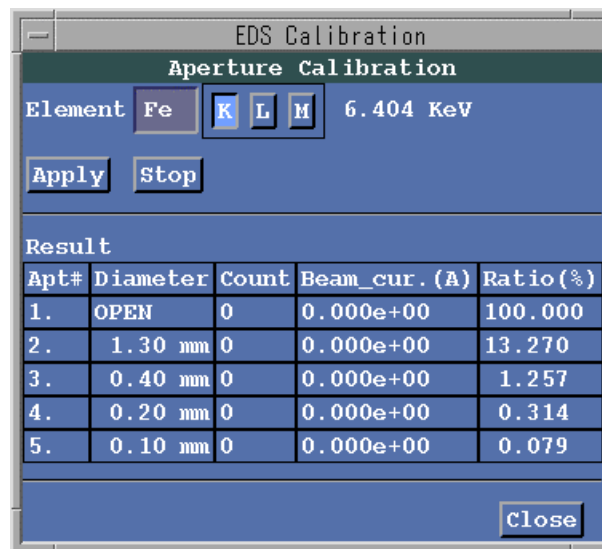 EDS Calibration
Aperture Calibration
Element Fe K L M 6.404 KeV
Apply Stop
Result
Apt# Diameter Count Beam_cur.(A) Ratio(%)
1. OPEN 0 0.000e+00 100.000
2. 1.30 mm 0 0.000e+00 13.270
3. 0.40 mm 0 0.000e+00 1.257
4. 0.20 mm 0 0.000e+00 0.314
5. 0.10 mm 0 0.000e+00 0.079
Close